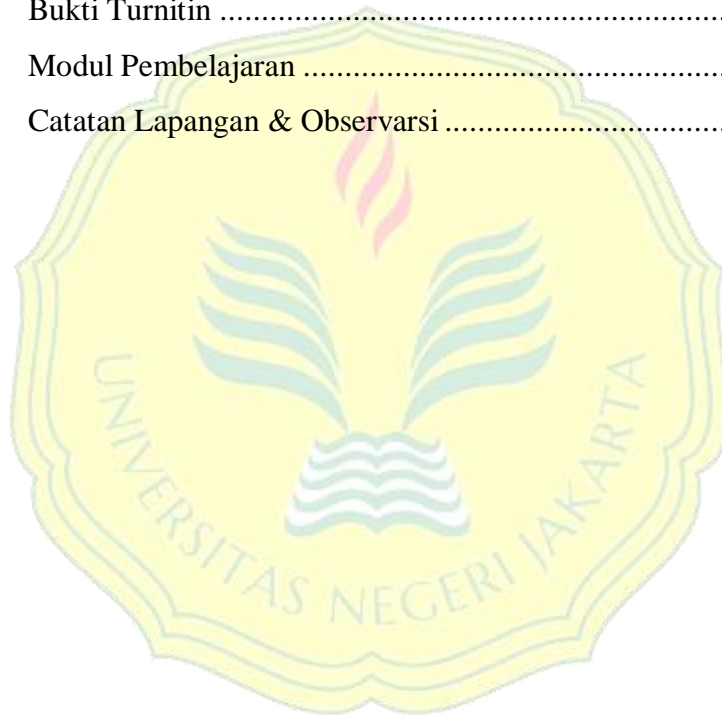 Bukti Turnitin ............................................................
Modul Pembelajaran ..................................................
Catatan Lapangan & Observarsi .................................
UNIVERSITAS NEGERI JAKARTA